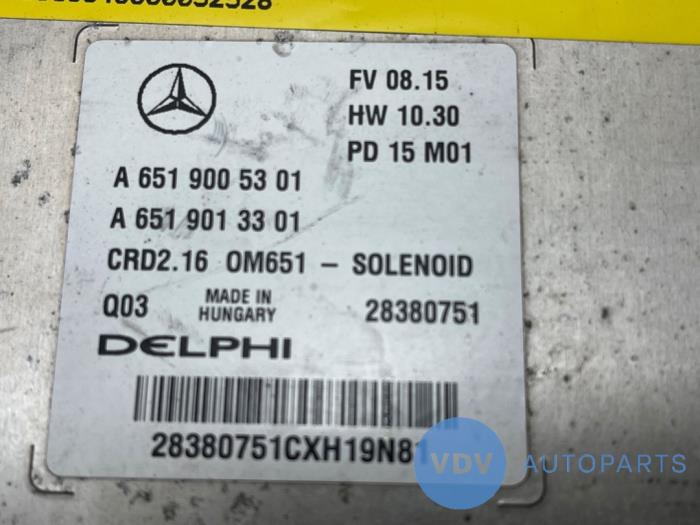 FV 08.15
HW 10.30
PD 15 M01
A 651 900 53 01
A 651 901 33 01
CRD2.16 OM651 – SOLENOID
Q03 MADE IN HUNGARY 28380751
DELPHI
28380751CXH19N81
VDV AUTOPARTS